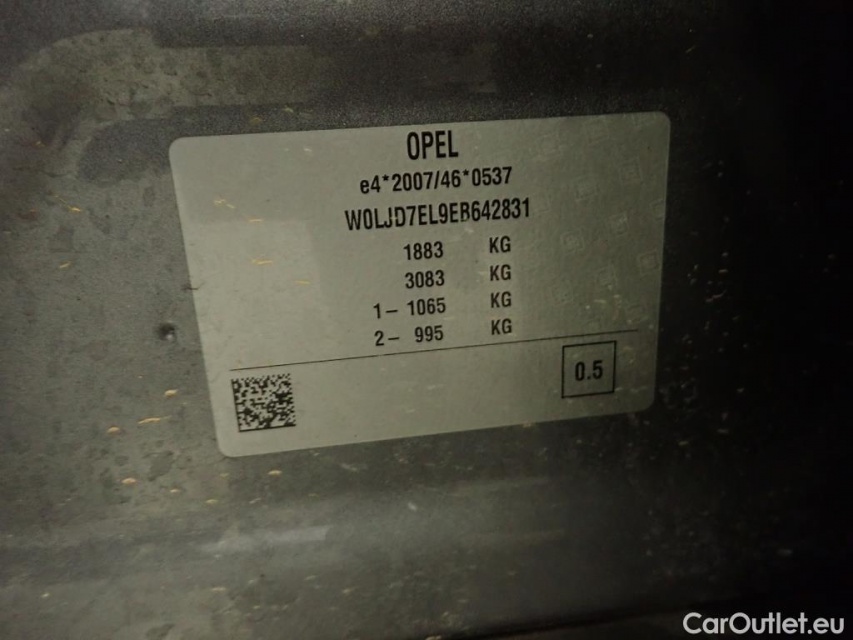 OPEL
e4*2007/46*0537
W0LJD7EL9EB642831
1883 KG
3083 KG
1- 1065 KG
2- 995 KG
0.5
CarOutlet.eu